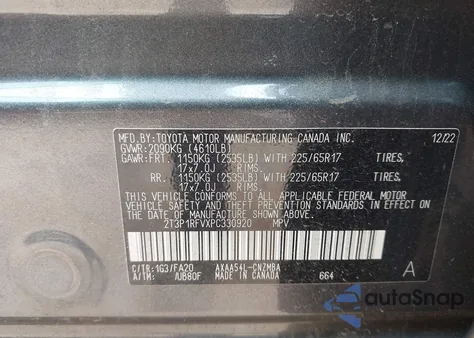 MFD.BY:TOYOTA MOTOR MANUFACTURING CANADA INC. 12/22
GVWR:2090KG (4610LB)
GAWR:FRT. 1150KG (2535LB) WITH 225/65R17 TIRES,
17x7.0J RIMS.
RR. 1150KG (2535LB) WITH 225/65R17 TIRES,
17x7.0J RIMS.
THIS VEHICLE CONFORMS TO ALL APPLICABLE FEDERAL MOTOR
VEHICLE SAFETY, BUMPER, AND THEFT PREVENTION
STANDARDS IN EFFECT ON THE DATE OF MANUFACTURE
SHOWN ABOVE.
2T3P1RFVXPC330920 MPV
C/TR:1G3/FA20 AXAA54L-CNZMBA A
A/TM: /UB80F MADE IN CANADA 664
autoSnap